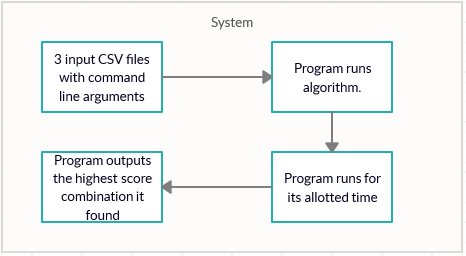 System
3 input CSV files
with command
line arguments
Program runs
algorithm.
Program runs for
its allotted time
Program outputs
the highest score
combination it
found